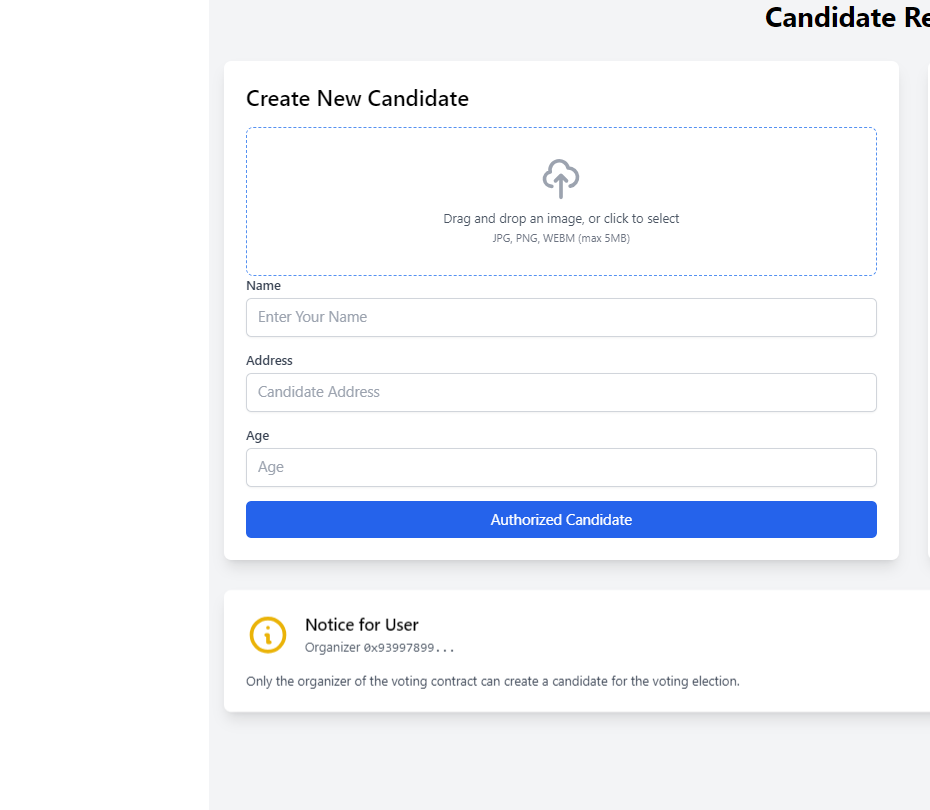 Candidate Re
Create New Candidate
Drag and drop an image, or click to select
JPG, PNG, WEBM (max 5MB)
Name
Enter Your Name
Address
Candidate Address
Age
Age
Authorized Candidate
Notice for User
Organizer 0x93997899...
Only the organizer of the voting contract can create a candidate for the voting election.